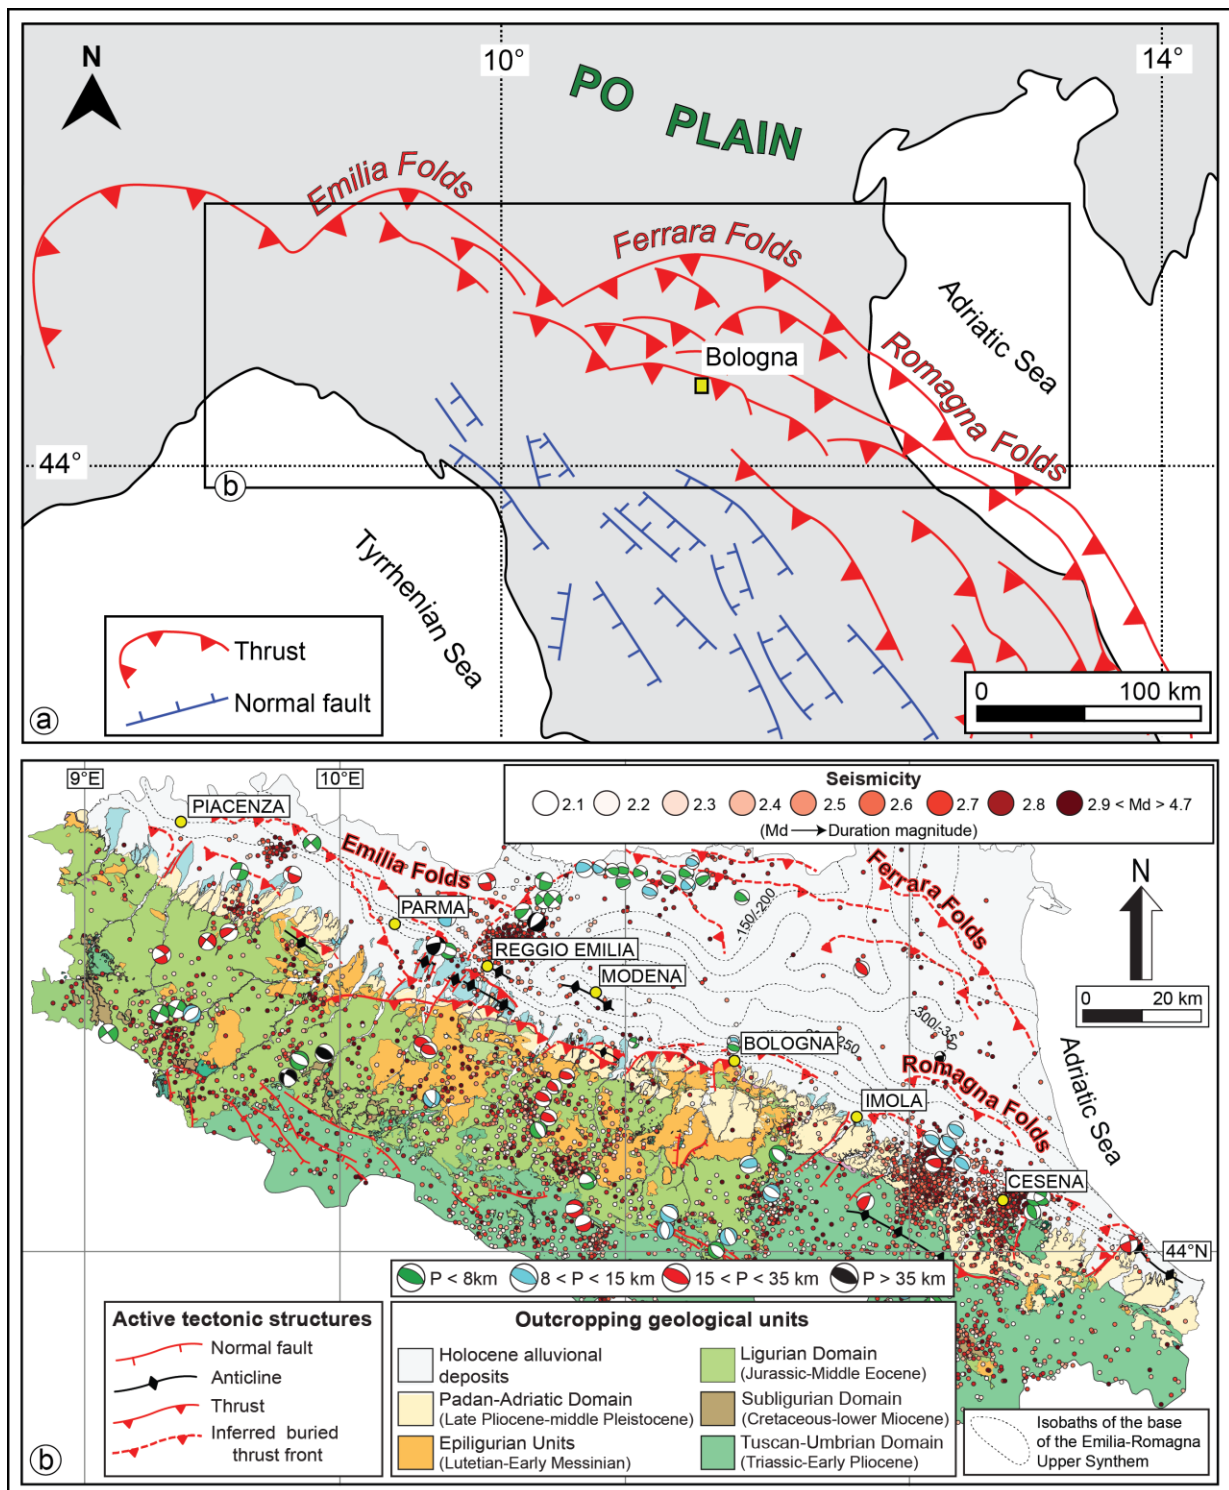 N
10°
14°
PO PLAIN
Emilia Folds
Ferrara Folds
Adriatic Sea
Romagna Folds
Bologna
44°
b
Tyrrhenian Sea
Thrust
Normal fault
0 100 km
a
9°E
10°E
Seismicity
2.1 2.2 2.3 2.4 2.5 2.6 2.7 2.8 2.9 < Md > 4.7
(Md Duration magnitude)
PIACENZA
Emilia Folds
Ferrara Folds
N
PARMA
-150/-200
REGGIO EMILIA
MODENA
0 20 km
-300/-350
BOLOGNA
Adriatic Sea
Romagna Folds
IMOLA
CESENA
44°N
P < 8km 8 < P < 15 km 15 < P < 35 km P > 35 km
Active tectonic structures
Normal fault
Anticline
Thrust
Inferred buried
thrust front
Outcropping geological units
Holocene alluvional
deposits
Padan-Adriatic Domain
(Late Pliocene-middle Pleistocene)
Epiligurian Units
(Lutetian-Early Messinian)
Ligurian Domain
(Jurassic-Middle Eocene)
Subligurian Domain
(Cretaceous-lower Miocene)
Tuscan-Umbrian Domain
(Triassic-Early Pliocene)
Isobaths of the base
of the Emilia-Romagna
Upper Synthem
b